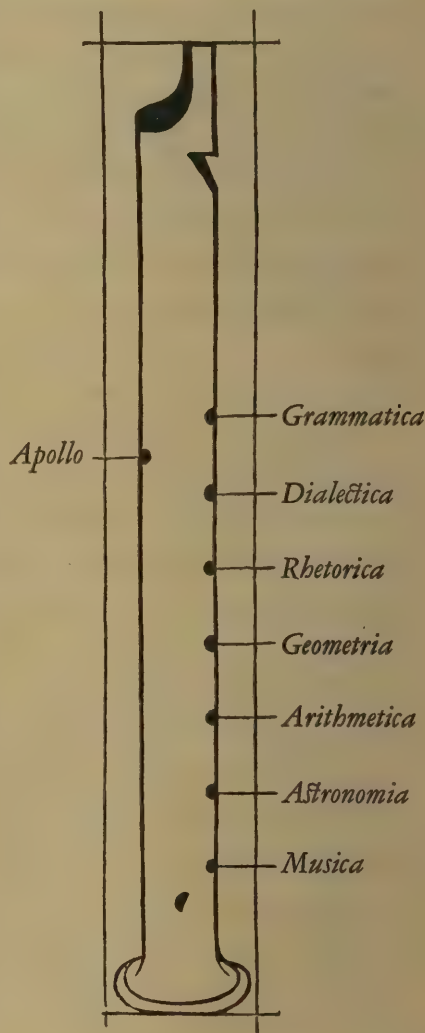 Grammatica
Apollo
Dialectica
Rhetorica
Geometria
Arithmetica
Astronomia
Musica